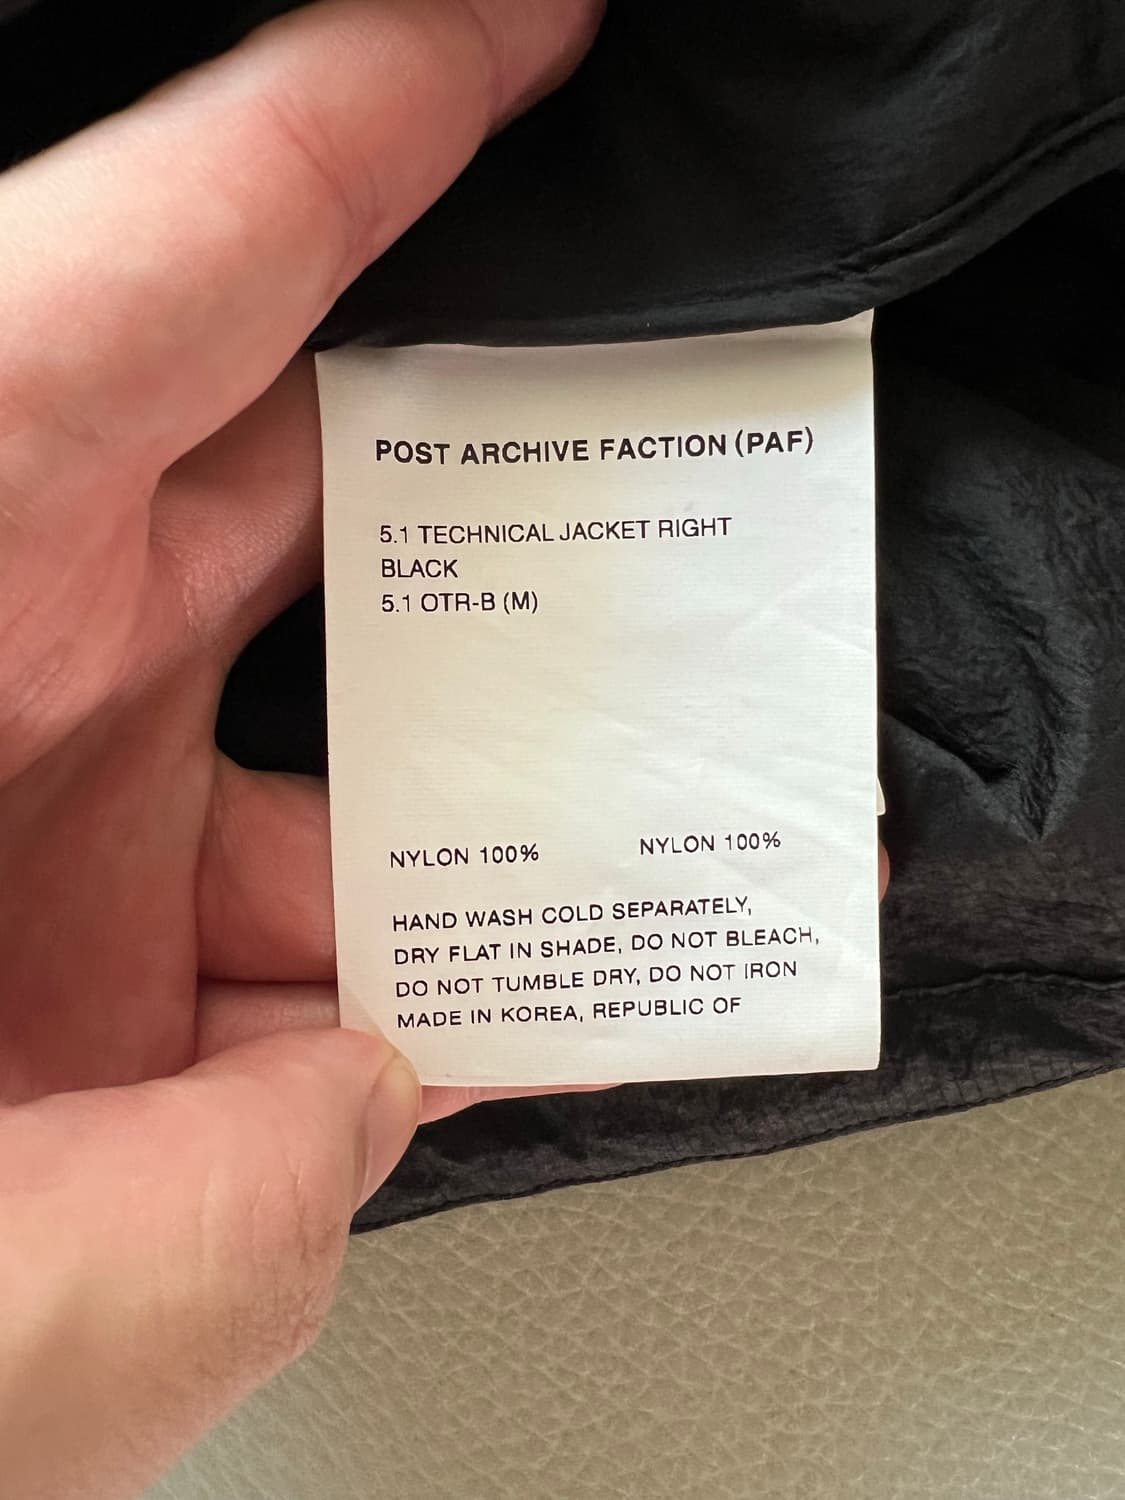 POST ARCHIVE FACTION (PAF)
5.1 TECHNICAL JACKET RIGHT
BLACK
5.1 OTR-B (M)
NYLON 100% NYLON 100%
HAND WASH COLD SEPARATELY,
DRY FLAT IN SHADE, DO NOT BLEACH,
DO NOT TUMBLE DRY, DO NOT IRON
MADE IN KOREA, REPUBLIC OF